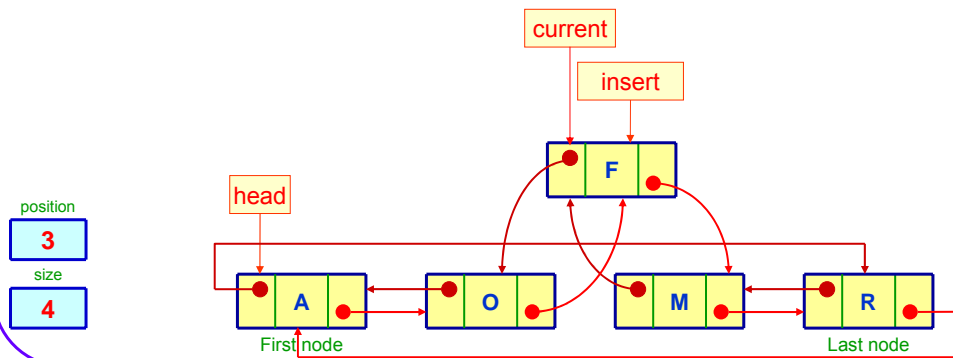 current
insert
F
head
position
3
size
4
A
O
M
R
First node
Last node